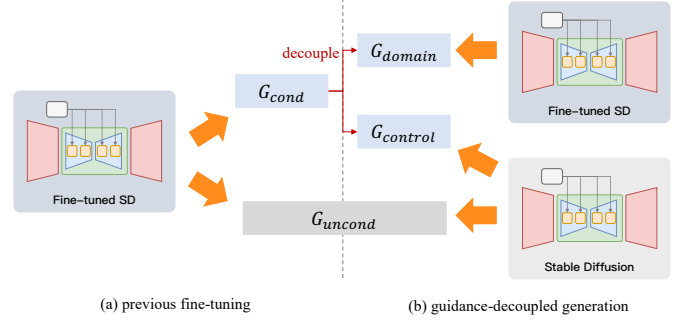 decouple
G_domain
Fine-tuned SD
G_cond
G_control
Fine-tuned SD
G_uncond
Stable Diffusion
(a) previous fine-tuning
(b) guidance-decoupled generation